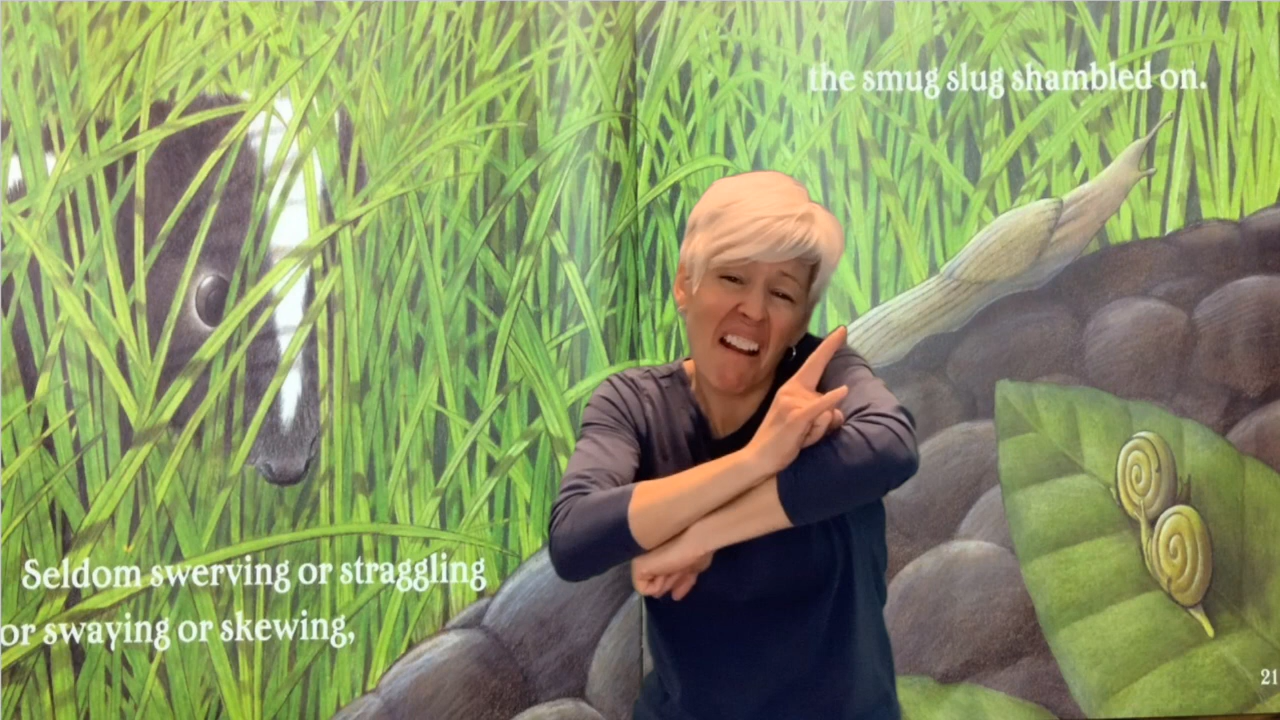 Seldom swerving or straggling
or swaying or skewing,
the smug slug shambled on.
21